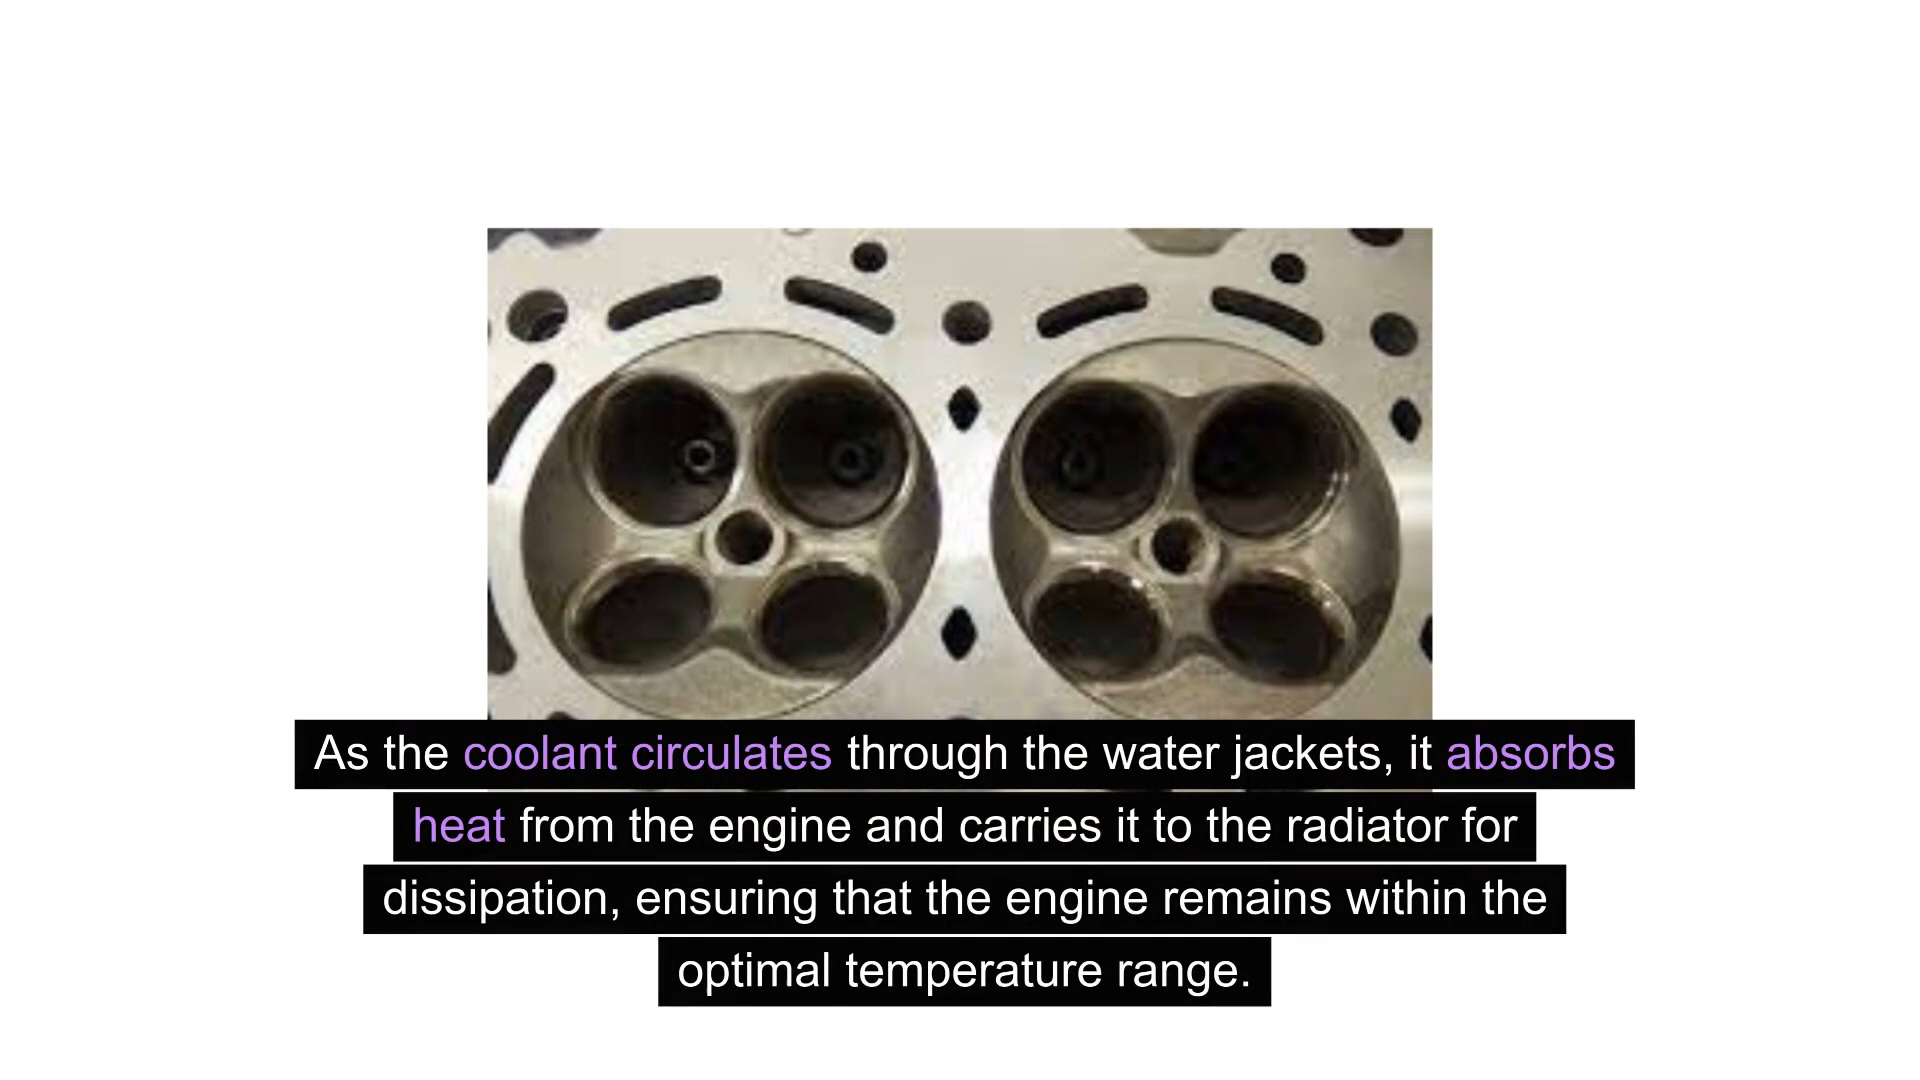 As the coolant circulates through the water jackets, it absorbs
heat from the engine and carries it to the radiator for
dissipation, ensuring that the engine remains within the
optimal temperature range.